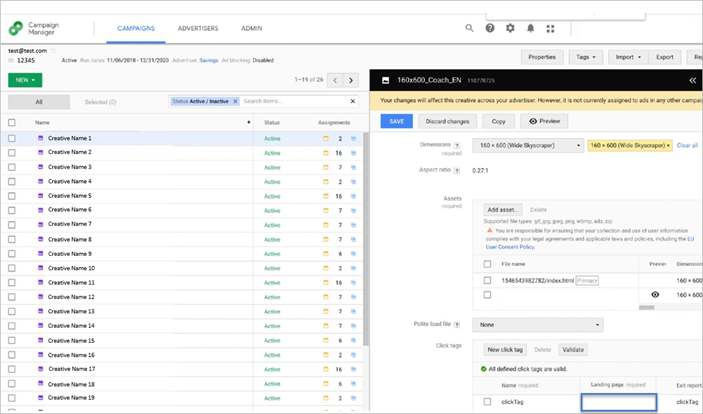 Campaign
Manager
CAMPAIGNS
ADVERTISERS
ADMIN
test@test.com
ID 12345
Active Run dates: 11/06/2018 - 12/31/2020 Advertiser: Savings Ad blocking: Disabled
Properties
Tags
Import
Export
NEW
1–19 of 26
160x600_Coach_EN 110778725
All
Selected (0)
Status Active / Inactive ×
Search items...
Your changes will affect this creative across your advertiser. However, it is not currently assigned to ads in any other
SAVE
Discard changes
Copy
Preview
Name
Status
Assignments
Creative Name 1 Active 2
Creative Name 2 Active 16
Creative Name 3 Active 7
Creative Name 4 Active 2
Creative Name 5 Active 16
Creative Name 6 Active 7
Creative Name 7 Active 7
Creative Name 8 Active 7
Creative Name 9 Active 6
Creative Name 10 Active 2
Creative Name 11 Active 16
Creative Name 12 Active 7
Creative Name 13 Active 7
Creative Name 14 Active 7
Creative Name 15 Active 6
Creative Name 16 Active 2
Creative Name 17 Active 16
Creative Name 18 Active 7
Creative Name 19 Active 7
Dimensions ?
required
160 × 600 (Wide Skyscraper)
160 × 600 (Wide Skyscraper) ×
Clear all
Aspect ratio ?
0.27:1
Assets
required
Add asset...
Delete
Supported file types: gif, jpg, jpeg, png, wbmp, adz, zip
You are responsible for ensuring that your collection and use of user information
complies with your legal agreements and applicable laws and policies, including the EU
User Consent Policy.
File name
Previe
Dimension
1546543982782/index.html Primary
160 × 600
160 × 600
Polite load file ?
None
Click tags
New click tag
Delete
Validate
All defined click tags are valid.
Name required
Landing page required
Exit report
clickTag
clickTag